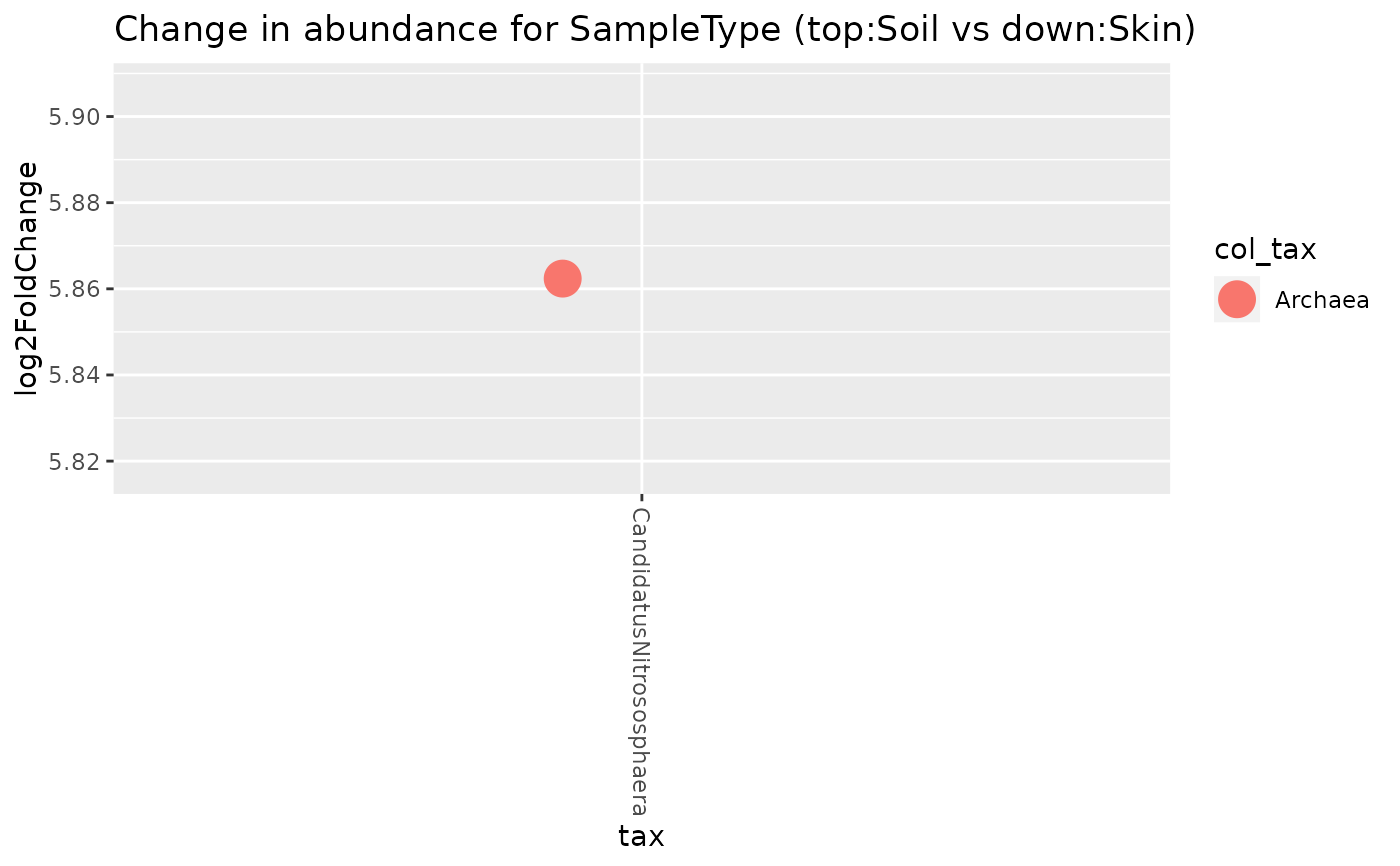 Change in abundance for SampleType (top:Soil vs down:Skin)
5.90
5.88
5.86
5.84
5.82
log2FoldChange
CandidatusNitrososphaera
tax
col_tax
Archaea